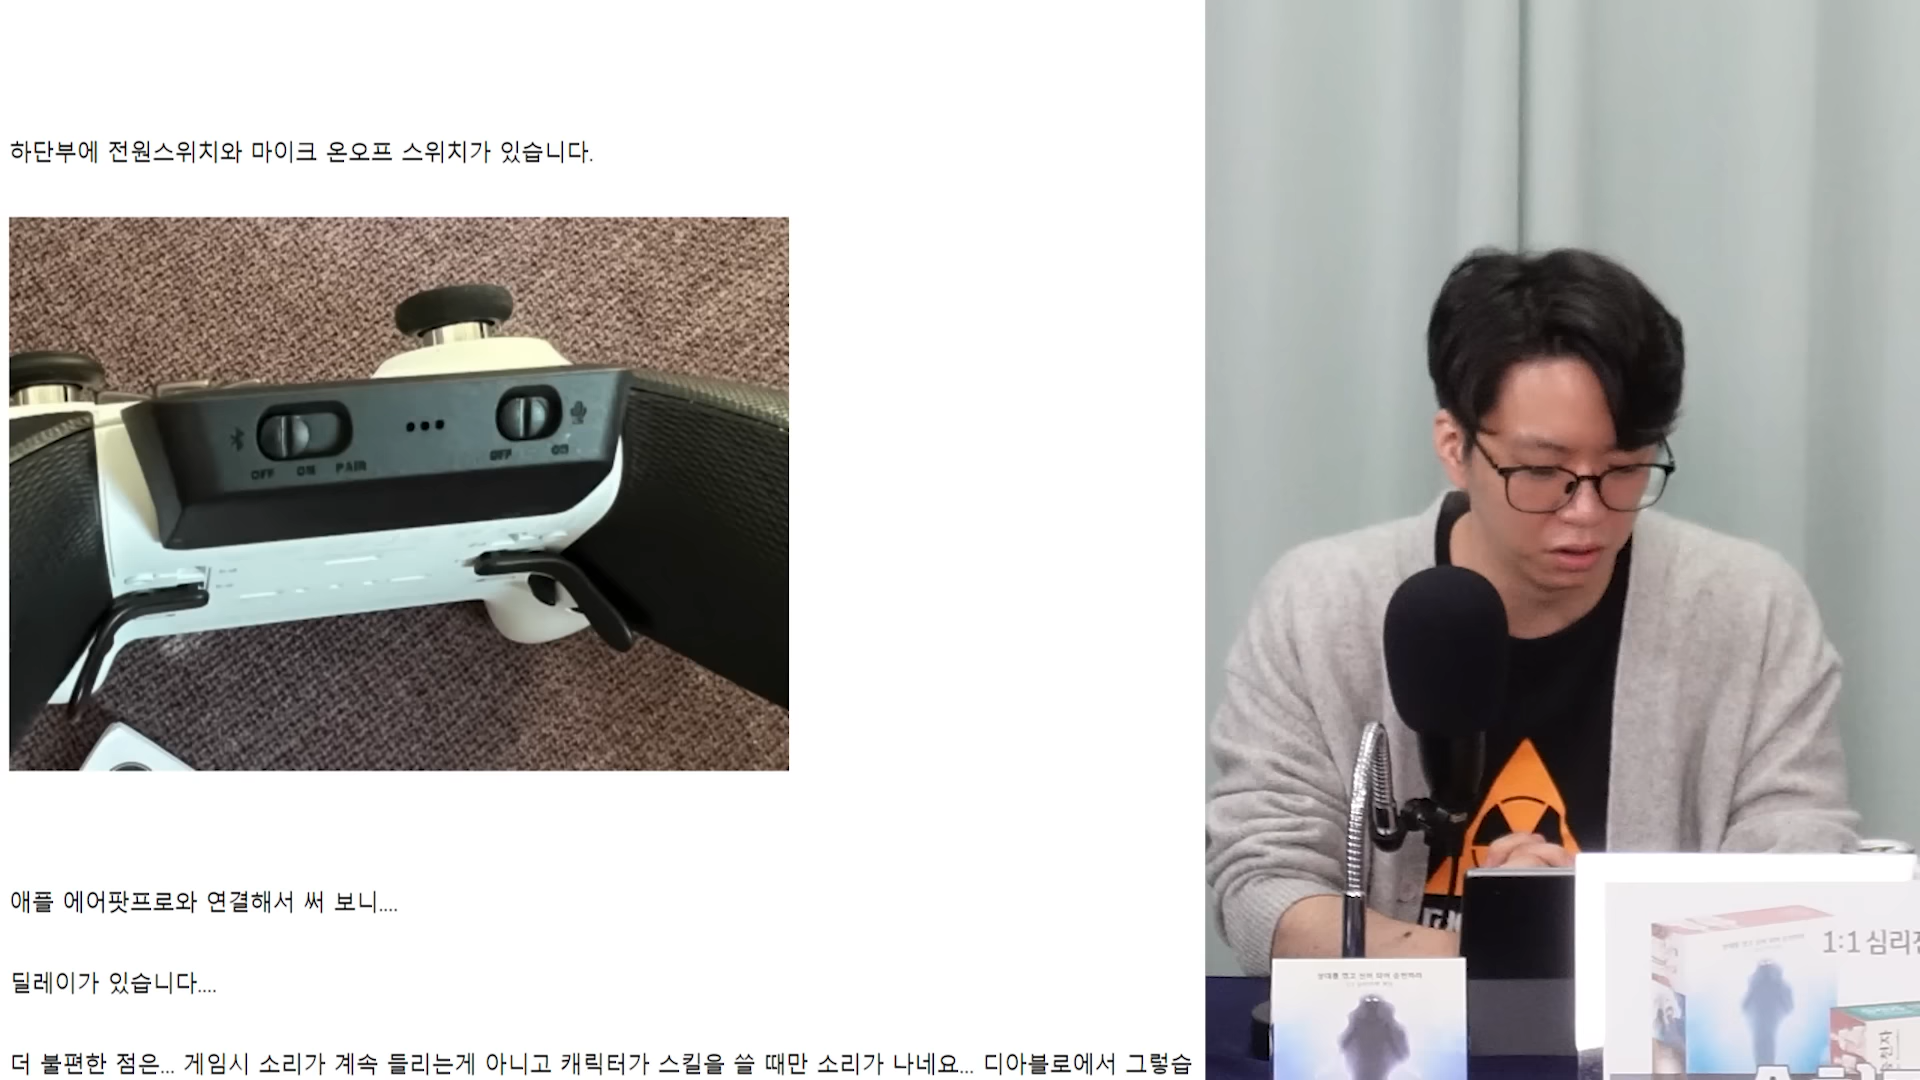 하단부에 전원스위치와 마이크 온오프 스위치가 있습니다.
OFF ON PAIR
OFF ON
애플 에어팟프로와 연결해서 써 보니....
딜레이가 있습니다....
더 불편한 점은... 게임시 소리가 계속 들리는게 아니고 캐릭터가 스킬을 쓸 때만 소리가 나네요... 디아블로에서 그렇습
1:1 심리